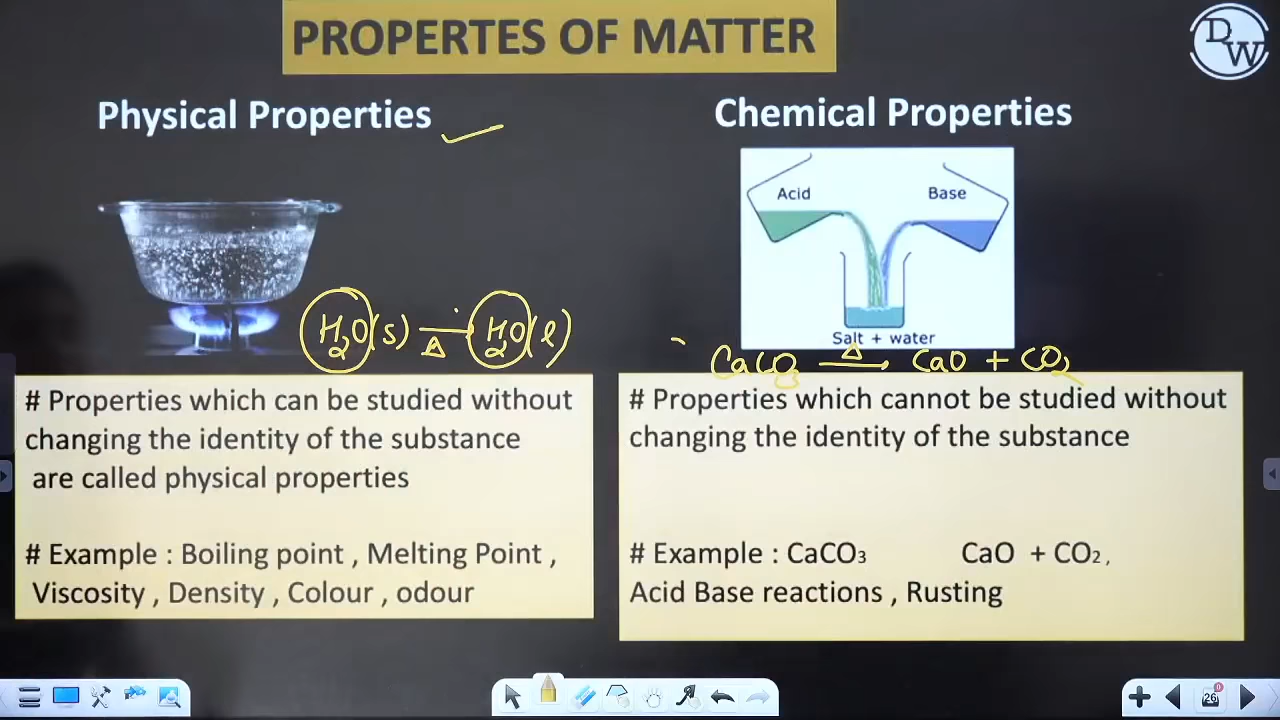 PROPERTES OF MATTER
DW
Physical Properties
Chemical Properties
Acid
Base
Salt + water
H2O(s) →Δ H2O(l)
CaCO3 →Δ CaO + CO2
# Properties which can be studied without
changing the identity of the substance
are called physical properties
# Example : Boiling point , Melting Point ,
Viscosity , Density , Colour , odour
# Properties which cannot be studied without
changing the identity of the substance
# Example : CaCO3 CaO + CO2 ,
Acid Base reactions , Rusting
26